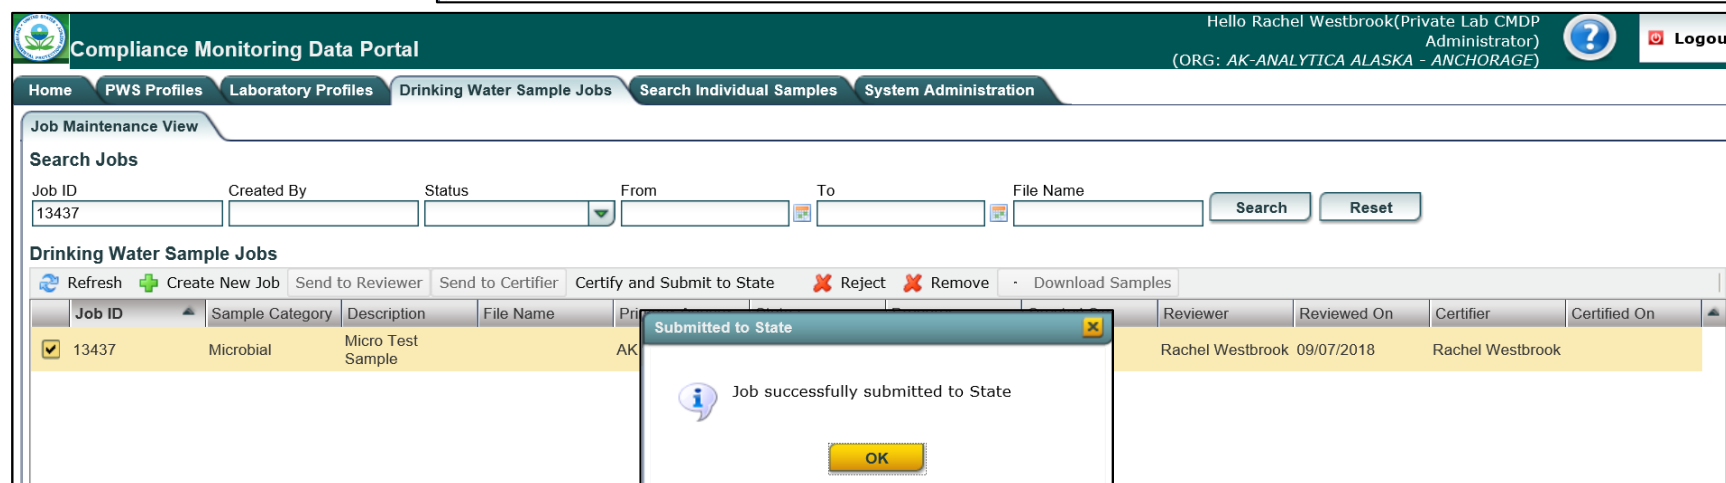 Hello Rachel Westbrook(Private Lab CMDP
Administrator)
(ORG: AK-ANALYTICA ALASKA - ANCHORAGE)
Compliance Monitoring Data Portal
Logou
Home PWS Profiles Laboratory Profiles Drinking Water Sample Jobs Search Individual Samples System Administration
Job Maintenance View
Search Jobs
Job ID Created By Status From To File Name
13437
Search Reset
Drinking Water Sample Jobs
Refresh Create New Job Send to Reviewer Send to Certifier Certify and Submit to State Reject Remove Download Samples
Job ID Sample Category Description File Name Reviewer Reviewed On Certifier Certified On
13437 Microbial Micro Test
Sample
AK Rachel Westbrook 09/07/2018 Rachel Westbrook
Submitted to State
Job successfully submitted to State
OK